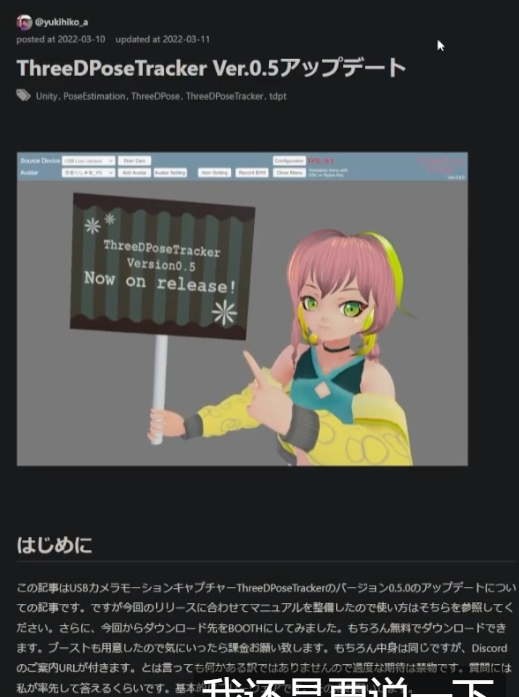 @yukihiko_a
posted at 2022-03-10 updated at 2022-03-11
ThreeDPoseTracker Ver.0.5アップデート
Unity, PoseEstimation, ThreeDPose, ThreeDPoseTracker, tdpt
Source Device USB Live camera Start Cam Configuration
Avatar Add Avatar Avatar Setting Item Setting Record BVH Close Menu
ThreeDPoseTracker
Version0.5
Now on release!
はじめに
この記事はUSBカメラモーションキャプチャーThreeDPoseTrackerのバージョン0.5.0のアップデートについ
ての記事です。ですが今回のリリースに合わせてマニュアルを整備したので使い方はそちらを参照してく
ださい。さらに、今回からダウンロード先をBOOTHにしてみました。もちろん無料でダウンロードでき
ます。ブーストも用意したので気にいったら課金お願い致します。もちろん中身は同じですが、Discord
のご案内URLが付きます。とは言っても何かある訳ではありませんので過度な期待は禁物です。質問には
私が率先して答えるくらいです。基本的
我还是要说一下